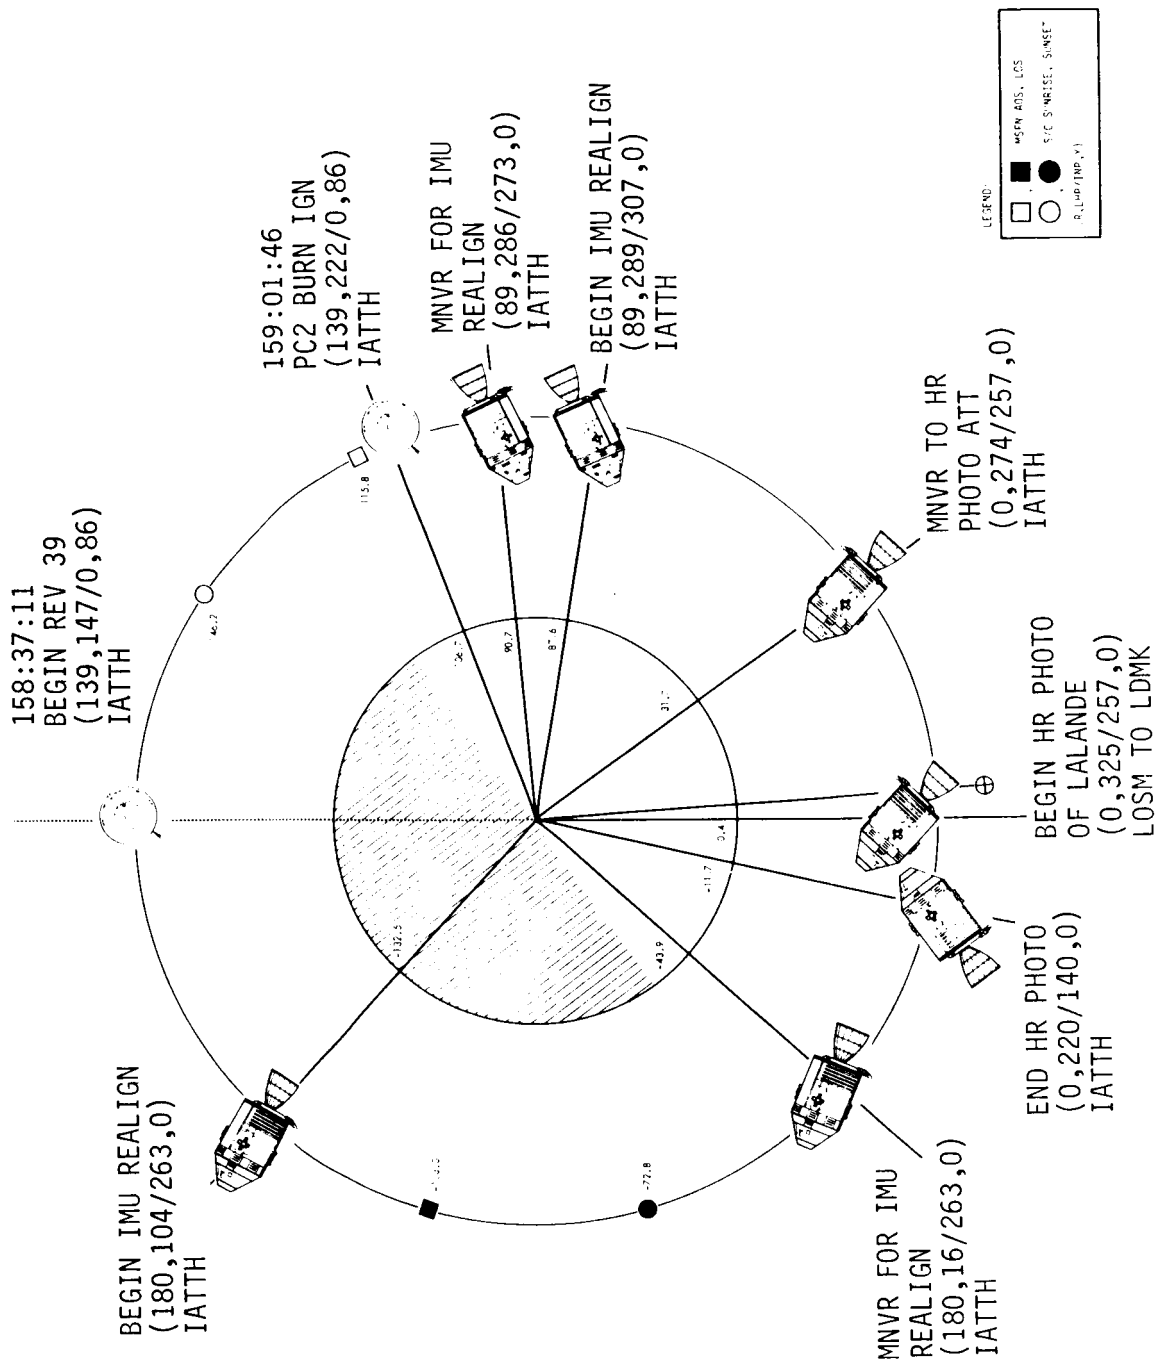 158:37:11
BEGIN REV 39
(139,147/0,86)
IATTH
159:01:46
PC2 BURN IGN
(139,222/0,86)
IATTH
MNVR FOR IMU
REALIGN
(89,286/273,0)
IATTH
BEGIN IMU REALIGN
(89,289/307,0)
IATTH
MNVR TO HR
PHOTO ATT
(0,274/257,0)
IATTH
BEGIN HR PHOTO
OF LALANDE
(0,325/257,0)
LOSM TO LDMK
END HR PHOTO
(0,220/140,0)
IATTH
MNVR FOR IMU
REALIGN
(180,16/263,0)
IATTH
BEGIN IMU REALIGN
(180,104/263,0)
IATTH
115.8
90.7
87.6
0.4
-11.7
-43.9
-72.8
-132.5
LEGEND:
MSFN AOS, LOS
S/C SUNRISE, SUNSET